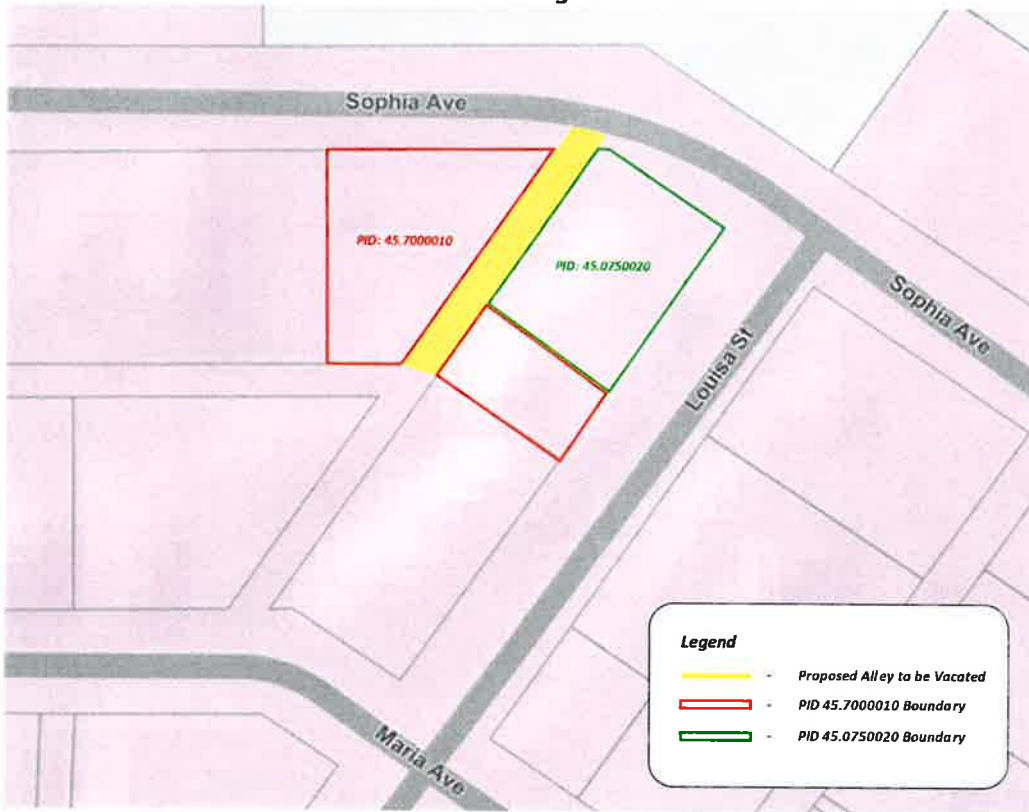 Sophia Ave
PID: 45.7000010
PID: 45.0750020
Sophia Ave
Louisa St
Maria Ave
Legend
- Proposed Alley to be Vacated
- PID 45.7000010 Boundary
- PID 45.0750020 Boundary